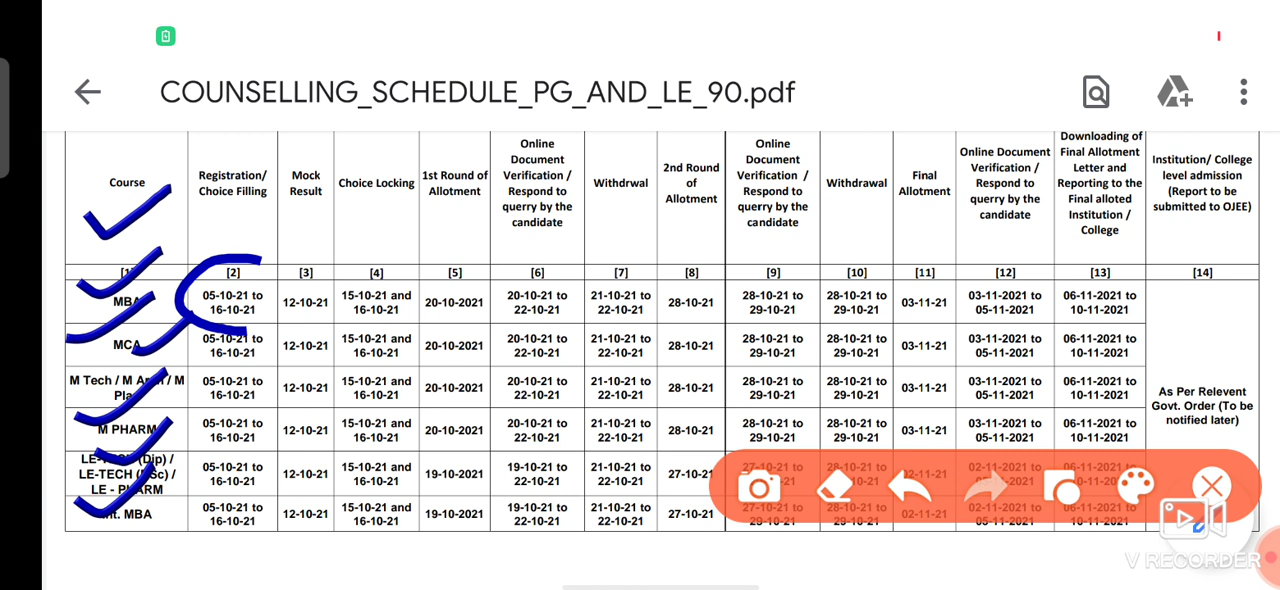 COUNSELLING_SCHEDULE_PG_AND_LE_90.pdf
Course
Registration/
Choice Filling
Mock
Result
Choice Locking
1st Round of
Allotment
Online
Document
Verification /
Respond to
querry by the
candidate
Withdrwal
2nd Round
of
Allotment
Online
Document
Verification /
Respond to
querry by the
candidate
Withdrawal
Final
Allotment
Online Document
Verification /
Respond to
querry by the
candidate
Downloading of
Final Allotment
Letter and
Reporting to the
Final alloted
Institution /
College
Institution/ College
level admission
(Report to be
submitted to OJEE)
[2] [3] [4] [5] [6] [7] [8] [9] [10] [11] [12] [13] [14]
MBA 05-10-21 to 16-10-21 12-10-21 15-10-21 and 16-10-21 20-10-2021 20-10-21 to 22-10-21 21-10-21 to 22-10-21 28-10-21 28-10-21 to 29-10-21 28-10-21 to 29-10-21 03-11-21 03-11-2021 to 05-11-2021 06-11-2021 to 10-11-2021
MCA 05-10-21 to 16-10-21 12-10-21 15-10-21 and 16-10-21 20-10-2021 20-10-21 to 22-10-21 21-10-21 to 22-10-21 28-10-21 28-10-21 to 29-10-21 28-10-21 to 29-10-21 03-11-21 03-11-2021 to 05-11-2021 06-11-2021 to 10-11-2021
M Tech / M / M 05-10-21 to 16-10-21 12-10-21 15-10-21 and 16-10-21 20-10-2021 20-10-21 to 22-10-21 21-10-21 to 22-10-21 28-10-21 28-10-21 to 29-10-21 28-10-21 to 29-10-21 03-11-21 03-11-2021 to 05-11-2021 06-11-2021 to 10-11-2021
As Per Relevent
Govt. Order (To be
notified later)
M PHARM 05-10-21 to 16-10-21 12-10-21 15-10-21 and 16-10-21 20-10-2021 20-10-21 to 22-10-21 21-10-21 to 22-10-21 28-10-21 28-10-21 to 29-10-21 28-10-21 to 29-10-21 03-11-21 03-11-2021 to 05-11-2021 06-11-2021 to 10-11-2021
LE-TECH (Dip) /
LE-TECH (BSc) /
LE - PHARM 05-10-21 to 16-10-21 12-10-21 15-10-21 and 16-10-21 19-10-2021 19-10-21 to 22-10-21 21-10-21 to 22-10-21 27-10-21 27-10-21 to
Int. MBA 05-10-21 to 16-10-21 12-10-21 15-10-21 and 16-10-21 19-10-2021 19-10-21 to 22-10-21 21-10-21 to 22-10-21 27-10-21 27-10-21 to 29-10-21 29-10-21 02-11-21 05-11-2021 10-11-2021
V RECORDER